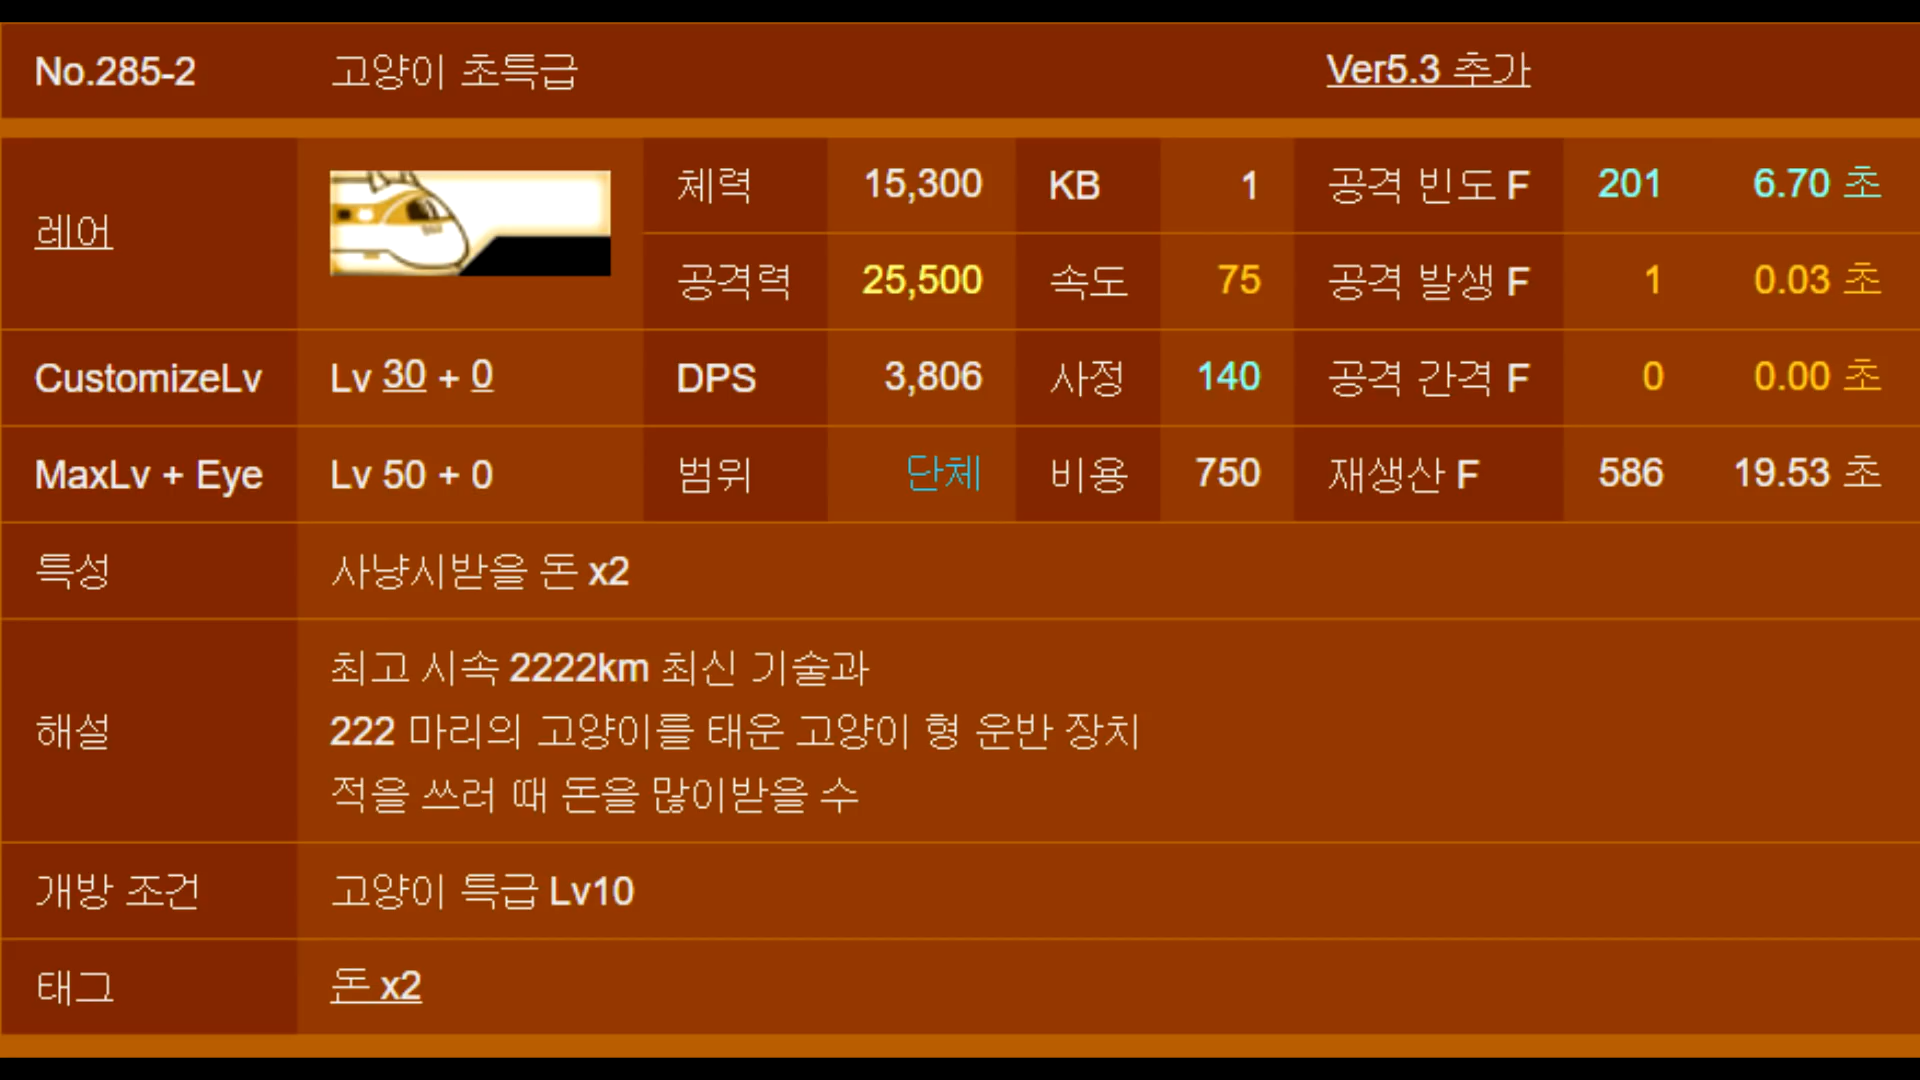 No.285-2 고양이 초특급 Ver5.3 추가
레어 체력 15,300 KB 1 공격 빈도 F 201 6.70 초
공격력 25,500 속도 75 공격 발생 F 1 0.03 초
CustomizeLv Lv 30 + 0 DPS 3,806 사정 140 공격 간격 F 0 0.00 초
MaxLv + Eye Lv 50 + 0 범위 단체 비용 750 재생산 F 586 19.53 초
특성 사냥시받을 돈 x2
해설 최고 시속 2222km 최신 기술과
222 마리의 고양이를 태운 고양이 형 운반 장치
적을 쓰러 때 돈을 많이받을 수
개방 조건 고양이 특급 Lv10
태그 돈 x2